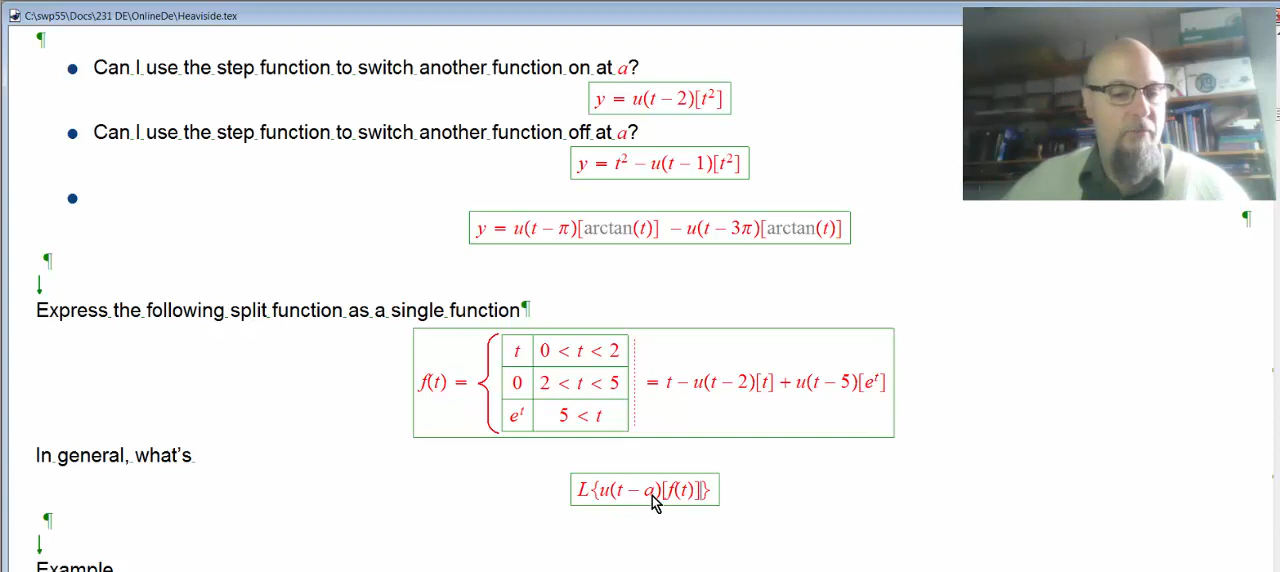 C:\swp55\Docs\231 DE\OnlineDe\Heaviside.tex
¶
• Can I use the step function to switch another function on at a?
y = u(t − 2)[t²]
• Can I use the step function to switch another function off at a?
y = t² − u(t − 1)[t²]
•
y = u(t − π)[arctan(t)] − u(t − 3π)[arctan(t)] ¶
¶
Express the following split function as a single function¶
t 0 < t < 2
f(t) = { 0 2 < t < 5 = t − u(t − 2)[t] + u(t − 5)[eᵗ]
eᵗ 5 < t
In general, what's
L{u(t − a)[f(t)]}
¶
Example